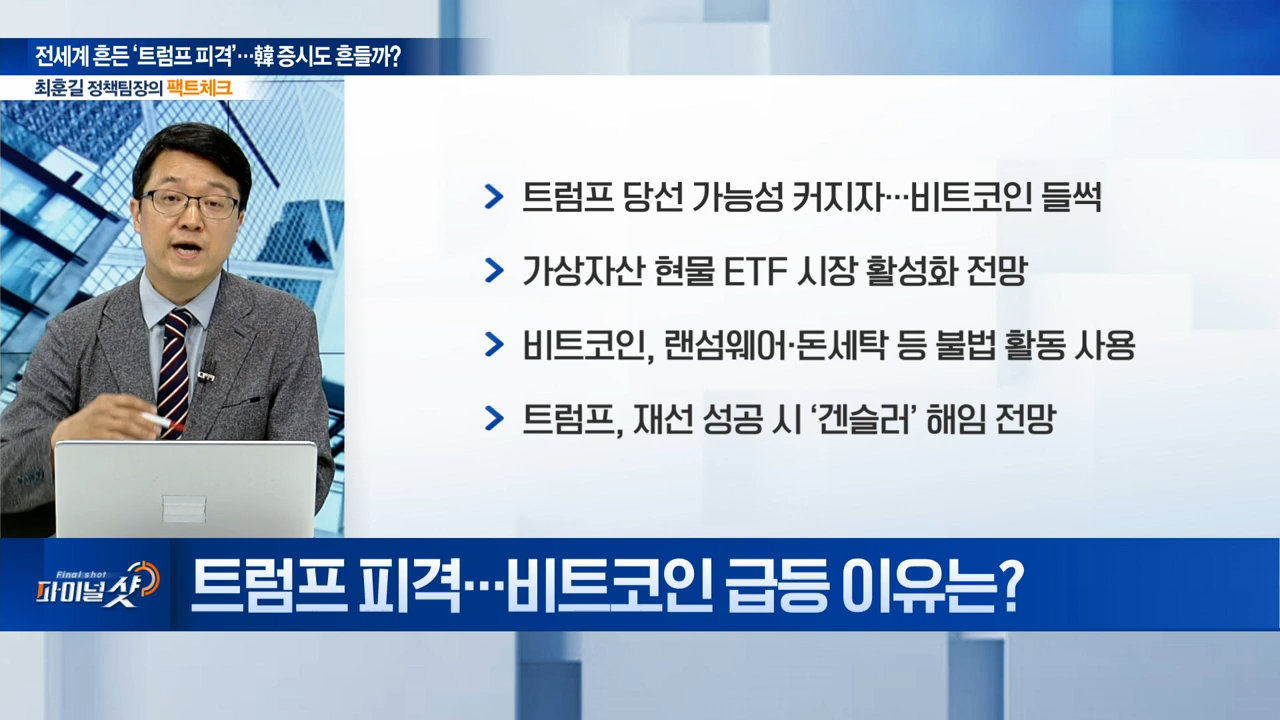 전세계 흔든 ‘트럼프 피격’…韓 증시도 흔들까?
최훈길 정책팀장의 팩트체크
트럼프 당선 가능성 커지자…비트코인 들썩
가상자산 현물 ETF 시장 활성화 전망
비트코인, 랜섬웨어·돈세탁 등 불법 활동 사용
트럼프, 재선 성공 시 ‘겐슬러’ 해임 전망
Final shot
파이널샷
트럼프 피격…비트코인 급등 이유는?